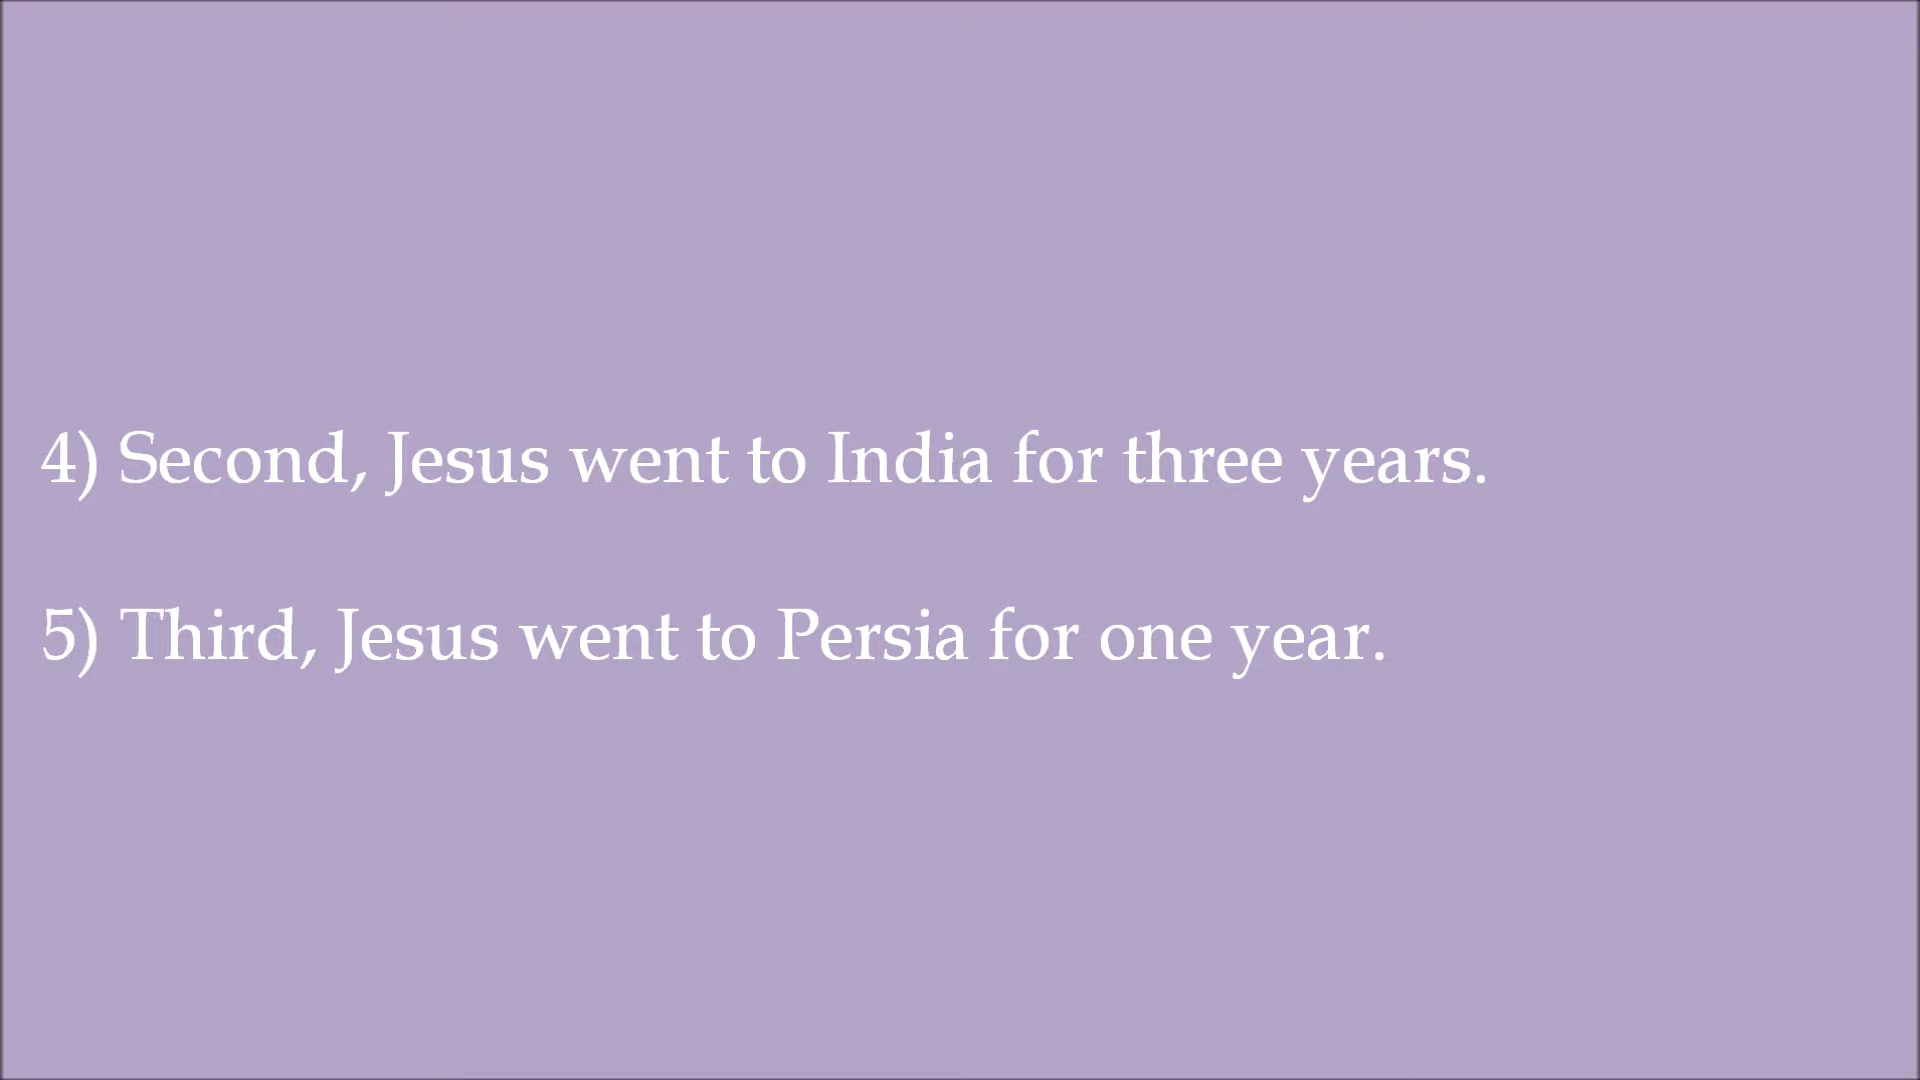 4) Second, Jesus went to India for three years.
5) Third, Jesus went to Persia for one year.